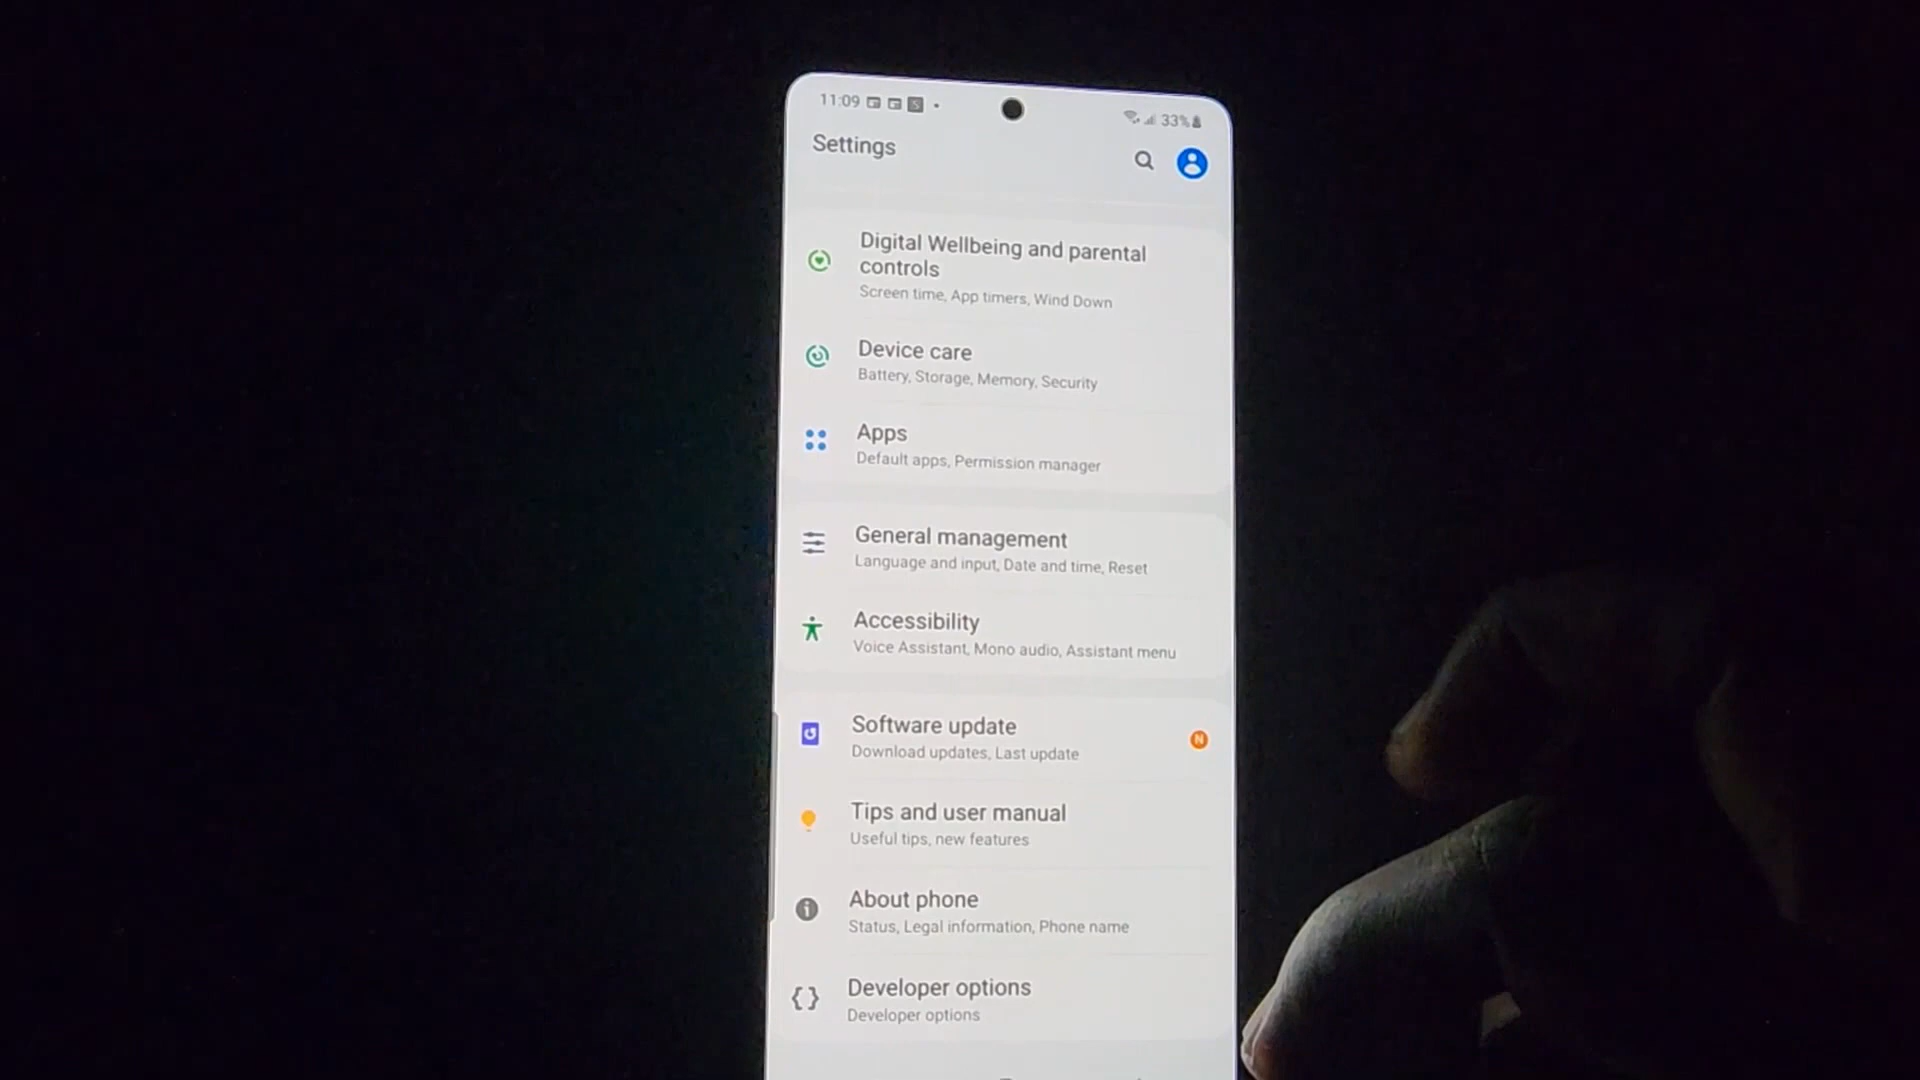 11:09
33%
Settings
Digital Wellbeing and parental
controls
Screen time, App timers, Wind Down
Device care
Battery, Storage, Memory, Security
Apps
Default apps, Permission manager
General management
Language and input, Date and time, Reset
Accessibility
Voice Assistant, Mono audio, Assistant menu
Software update
N
Download updates, Last update
Tips and user manual
Useful tips, new features
About phone
Status, Legal information, Phone name
Developer options
Developer options